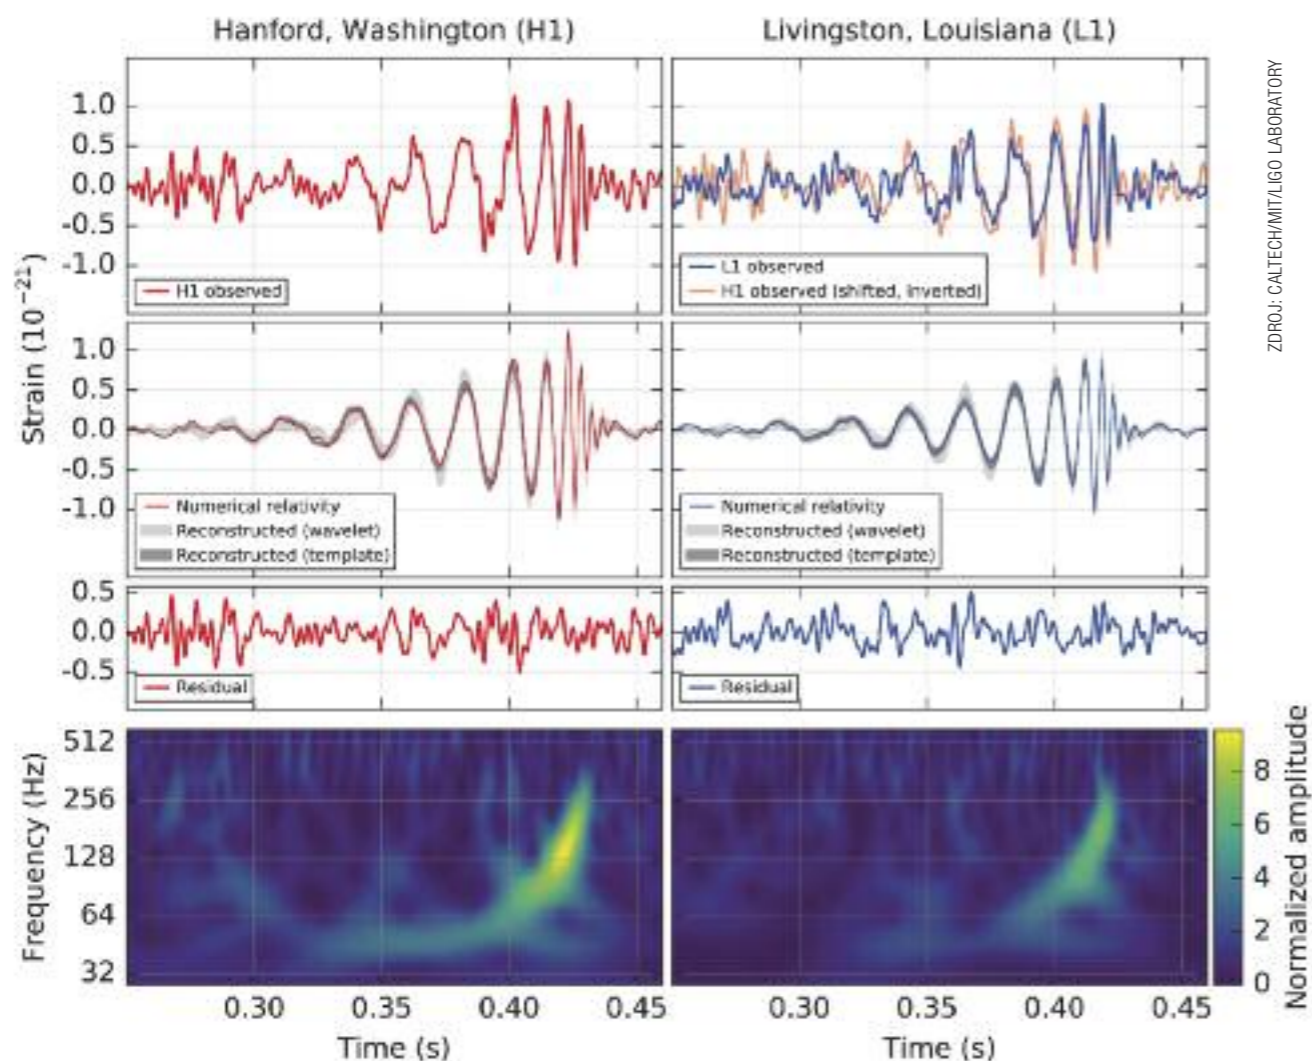 Hanford, Washington (H1)
Livingston, Louisiana (L1)
ZDROJ: CALTECH/MIT/LIGO LABORATORY
Strain (10⁻²¹)
1.0
0.5
0.0
-0.5
-1.0
H1 observed
L1 observed
H1 observed (shifted, inverted)
1.0
0.5
0.0
-0.5
-1.0
Numerical relativity
Reconstructed (wavelet)
Reconstructed (template)
Numerical relativity
Reconstructed (wavelet)
Reconstructed (template)
0.5
0.0
-0.5
Residual
Residual
Frequency (Hz)
512
256
128
64
32
8
6
4
2
0
Normalized amplitude
0.30 0.35 0.40 0.45
0.30 0.35 0.40 0.45
Time (s)
Time (s)